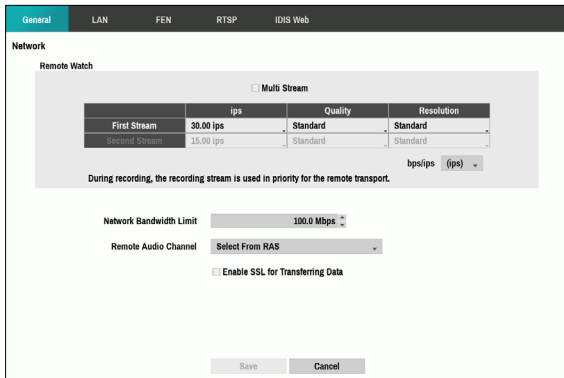 General LAN FEN RTSP IDIS Web
Network
Remote Watch
Multi Stream
ips Quality Resolution
First Stream 30.00 ips Standard Standard
Second Stream 15.00 ips Standard Standard
bps/ips (ips)
During recording, the recording stream is used in priority for the remote transport.
Network Bandwidth Limit 100.0 Mbps
Remote Audio Channel Select From RAS
Enable SSL for Transferring Data
Save Cancel